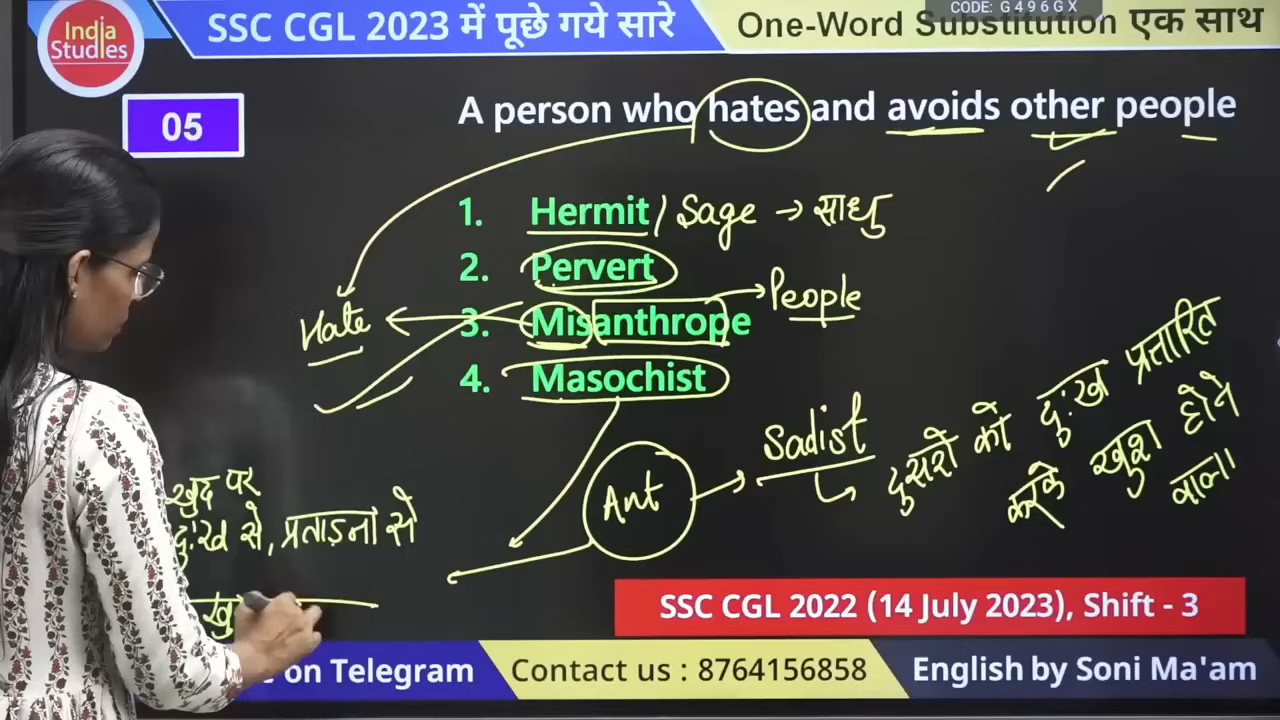 CODE: G496GX
India
Studies
SSC CGL 2023 में पूछे गये सारे
One-Word Substitution एक साथ
05
A person who hates and avoids other people
1. Hermit / Sage → साधु
2. Pervert
People
3. Misanthrope
Hate
4. Masochist
Ant
Sadist
दुसरो को दुःख प्रतारित
करके खुश होने
वाला
खुद पर
दुःख से, प्रताड़ना से
खु
SSC CGL 2022 (14 July 2023), Shift - 3
on Telegram
Contact us : 8764156858
English by Soni Ma'am